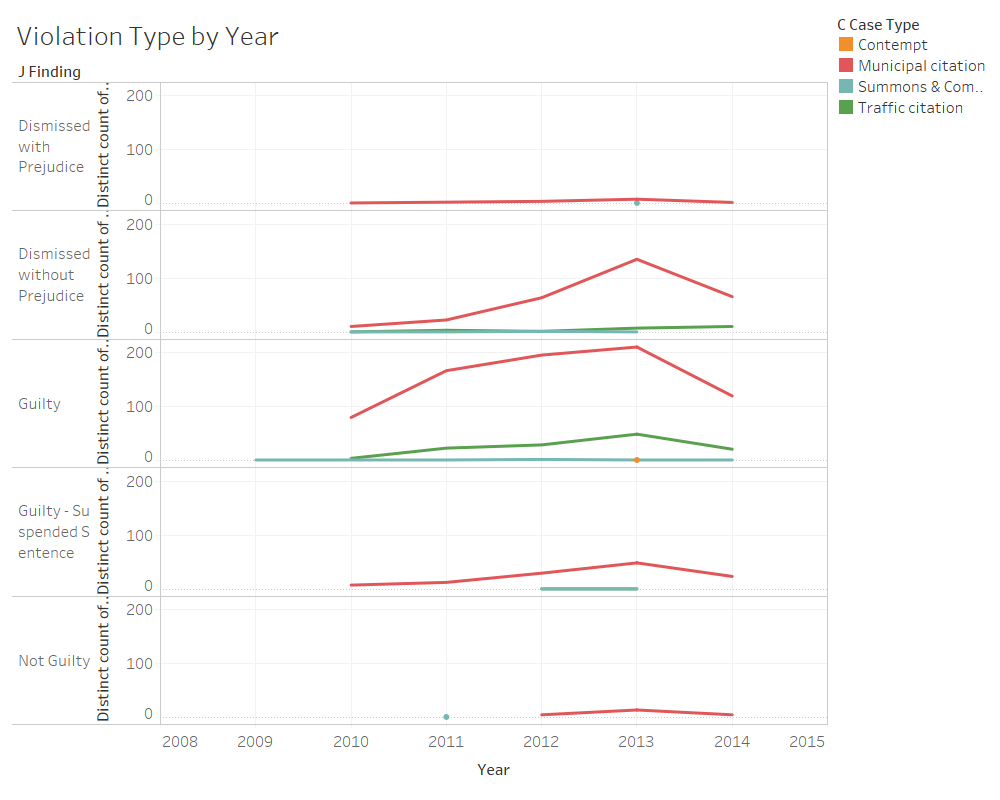 Violation Type by Year
J Finding
Dismissed
with
Prejudice
Distinct count of..
200
100
0
Dismissed
without
Prejudice
Distinct count of ..
200
100
0
Guilty
Distinct count of..
200
100
0
Guilty - Su
spended S
entence
Distinct count of ..
200
100
0
Not Guilty
Distinct count of..
200
100
0
2008 2009 2010 2011 2012 2013 2014 2015
Year
C Case Type
Contempt
Municipal citation
Summons & Com..
Traffic citation